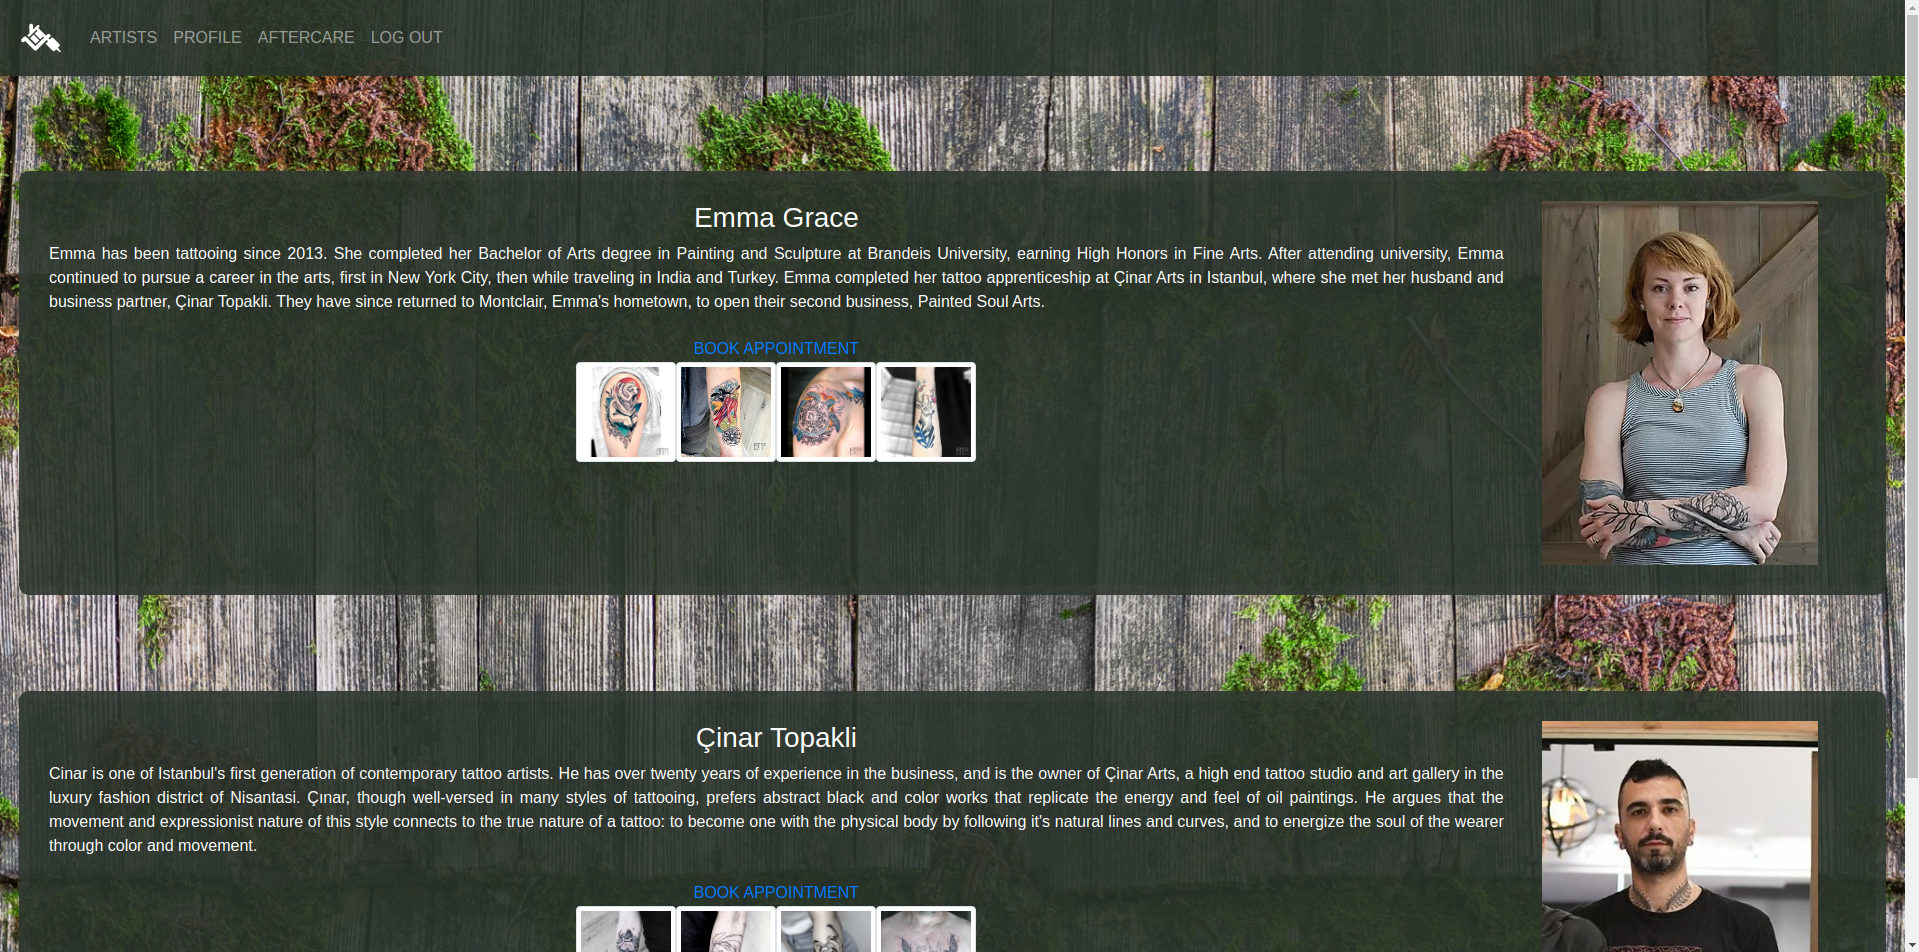 ARTISTS PROFILE AFTERCARE LOG OUT
Emma Grace
Emma has been tattooing since 2013. She completed her Bachelor of Arts degree in Painting and Sculpture at Brandeis University, earning High Honors in Fine Arts. After attending university, Emma
continued to pursue a career in the arts, first in New York City, then while traveling in India and Turkey. Emma completed her tattoo apprenticeship at Çinar Arts in Istanbul, where she met her husband and
business partner, Çinar Topakli. They have since returned to Montclair, Emma's hometown, to open their second business, Painted Soul Arts.
BOOK APPOINTMENT
Çinar Topakli
Cinar is one of Istanbul's first generation of contemporary tattoo artists. He has over twenty years of experience in the business, and is the owner of Çinar Arts, a high end tattoo studio and art gallery in the
luxury fashion district of Nisantasi. Çınar, though well-versed in many styles of tattooing, prefers abstract black and color works that replicate the energy and feel of oil paintings. He argues that the
movement and expressionist nature of this style connects to the true nature of a tattoo: to become one with the physical body by following it's natural lines and curves, and to energize the soul of the wearer
through color and movement.
BOOK APPOINTMENT